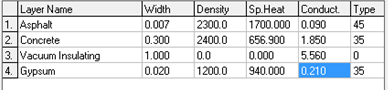 Layer Name Width Density Sp.Heat Conduct. Type
1. Asphalt 0.007 2300.0 1700.000 0.090 45
2. Concrete 0.300 2400.0 656.900 1.850 35
3. Vacuum Insulating 1.000 0.0 0.000 5.560 0
4. Gypsum 0.020 1200.0 940.000 0.210 35